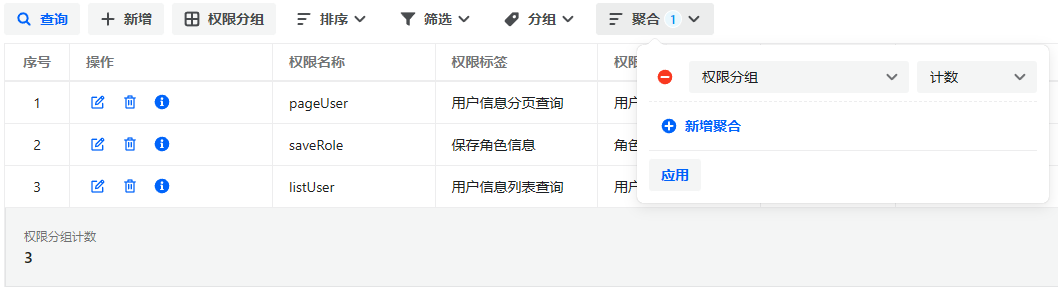 查询 新增 权限分组 排序 筛选 分组 聚合 1
序号 操作 权限名称 权限标签 权限
权限分组 计数
1 pageUser 用户信息分页查询 用户
新增聚合
2 saveRole 保存角色信息 角色
应用
3 listUser 用户信息列表查询 用户
权限分组计数
3